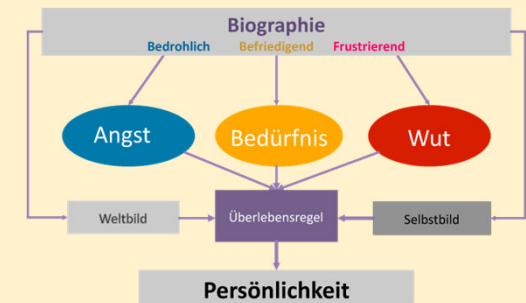 Biographie
Bedrohlich Befriedigend Frustrierend
Angst Bedürfnis Wut
Weltbild Überlebensregel Selbstbild
Persönlichkeit